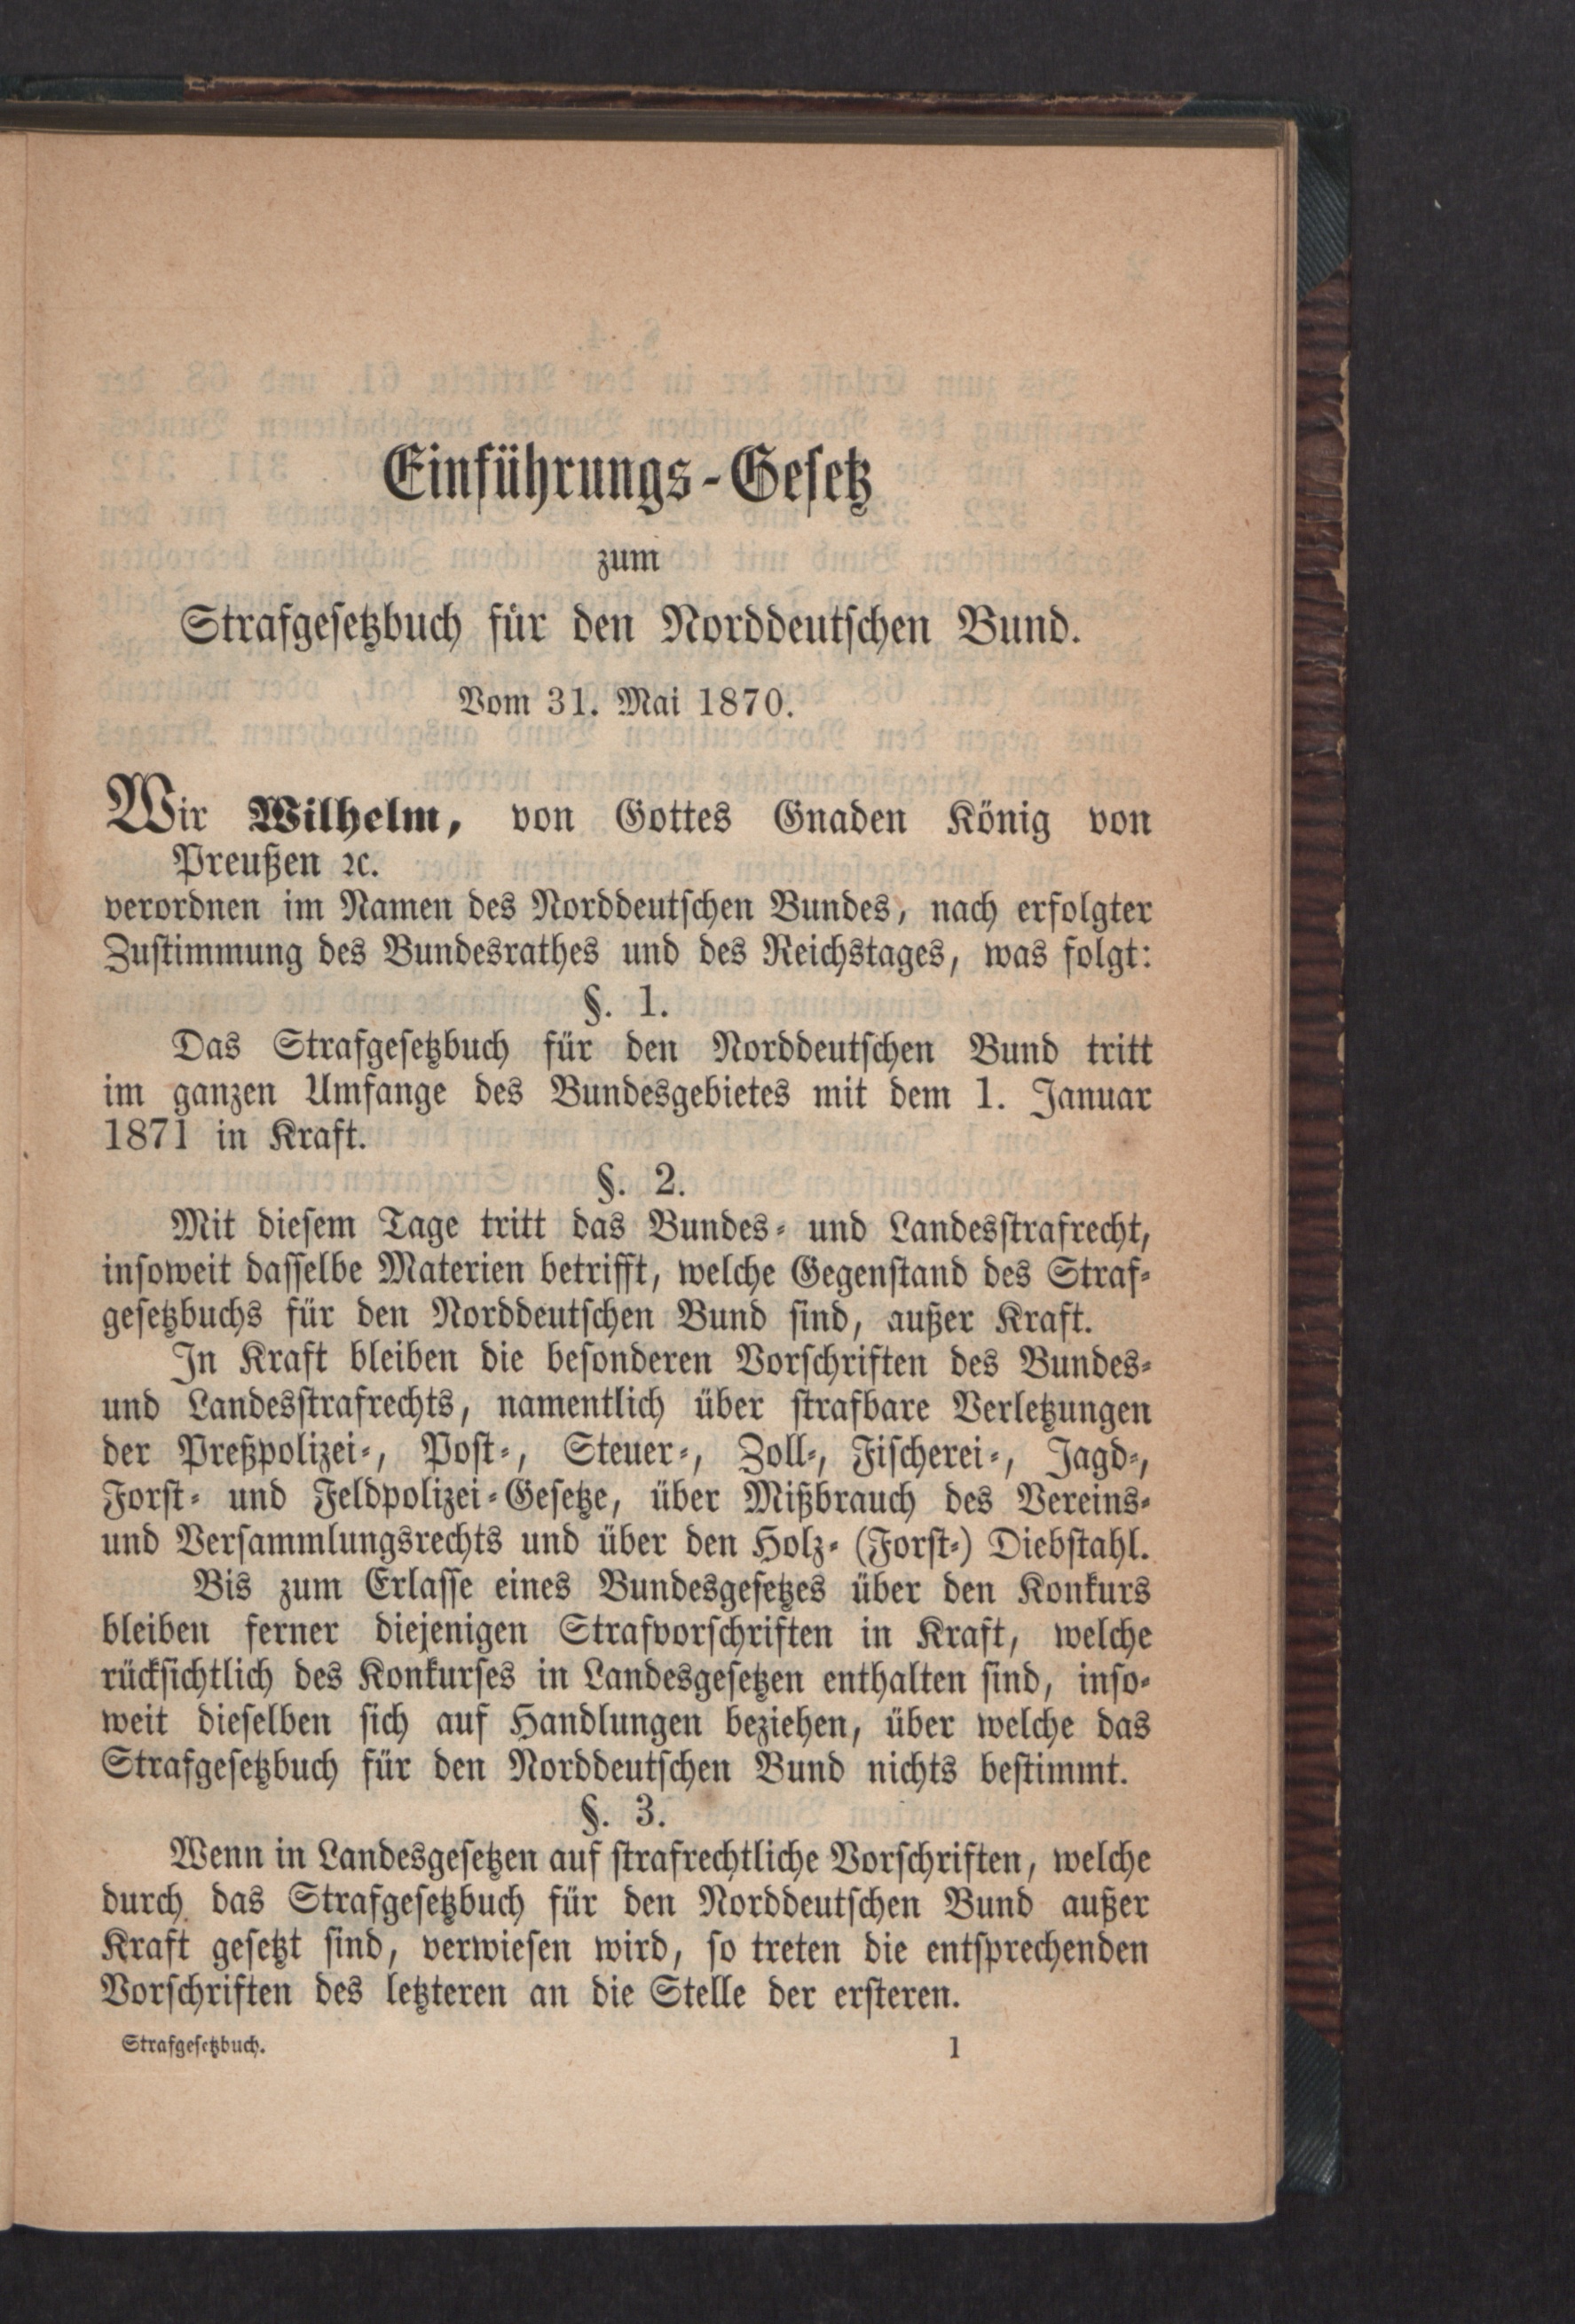 Einführungs-Gesetz
zum
Strafgesetzbuch für den Norddeutschen Bund.
Vom 31. Mai 1870.
Wir Wilhelm, von Gottes Gnaden König von
Preußen ꝛc.
verordnen im Namen des Norddeutschen Bundes, nach erfolgter
Zustimmung des Bundesrathes und des Reichstages, was folgt:
§. 1.
Das Strafgesetzbuch für den Norddeutschen Bund tritt
im ganzen Umfange des Bundesgebietes mit dem 1. Januar
1871 in Kraft.
§. 2.
Mit diesem Tage tritt das Bundes- und Landesstrafrecht,
insoweit dasselbe Materien betrifft, welche Gegenstand des Straf-
gesetzbuchs für den Norddeutschen Bund sind, außer Kraft.
In Kraft bleiben die besonderen Vorschriften des Bundes-
und Landesstrafrechts, namentlich über strafbare Verletzungen
der Preßpolizei-, Post-, Steuer-, Zoll-, Fischerei-, Jagd-,
Forst- und Feldpolizei-Gesetze, über Mißbrauch des Vereins-
und Versammlungsrechts und über den Holz- (Forst-) Diebstahl.
Bis zum Erlasse eines Bundesgesetzes über den Konkurs
bleiben ferner diejenigen Strafvorschriften in Kraft, welche
rücksichtlich des Konkurses in Landesgesetzen enthalten sind, inso-
weit dieselben sich auf Handlungen beziehen, über welche das
Strafgesetzbuch für den Norddeutschen Bund nichts bestimmt.
§. 3.
Wenn in Landesgesetzen auf strafrechtliche Vorschriften, welche
durch das Strafgesetzbuch für den Norddeutschen Bund außer
Kraft gesetzt sind, verwiesen wird, so treten die entsprechenden
Vorschriften des letzteren an die Stelle der ersteren.
Strafgesetzbuch. 1